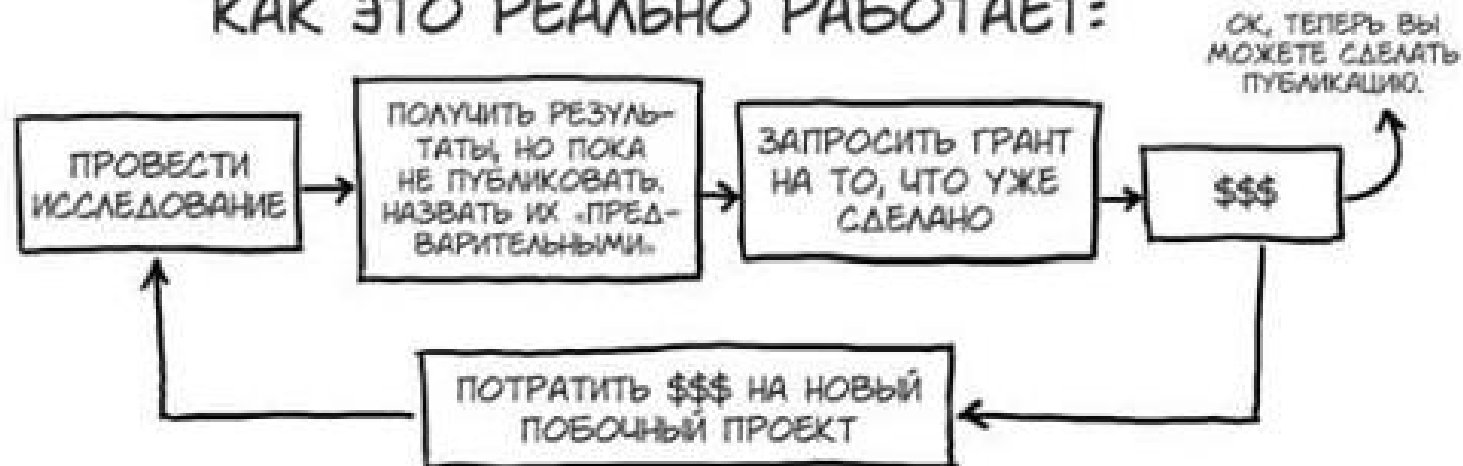 КАК ЭТО РЕАЛЬНО РАБОТАЕТ:
ОК, ТЕПЕРЬ ВЫ
МОЖЕТЕ СДЕЛАТЬ
ПУБЛИКАЦИЮ.
ПРОВЕСТИ
ИССЛЕДОВАНИЕ
ПОЛУЧИТЬ РЕЗУЛЬ-
ТАТЫ, НО ПОКА
НЕ ПУБЛИКОВАТЬ.
НАЗВАТЬ ИХ «ПРЕД-
ВАРИТЕЛЬНЫМИ»
ЗАПРОСИТЬ ГРАНТ
НА ТО, ЧТО УЖЕ
СДЕЛАНО
$$$
ПОТРАТИТЬ $$$ НА НОВЫЙ
ПОБОЧНЫЙ ПРОЕКТ